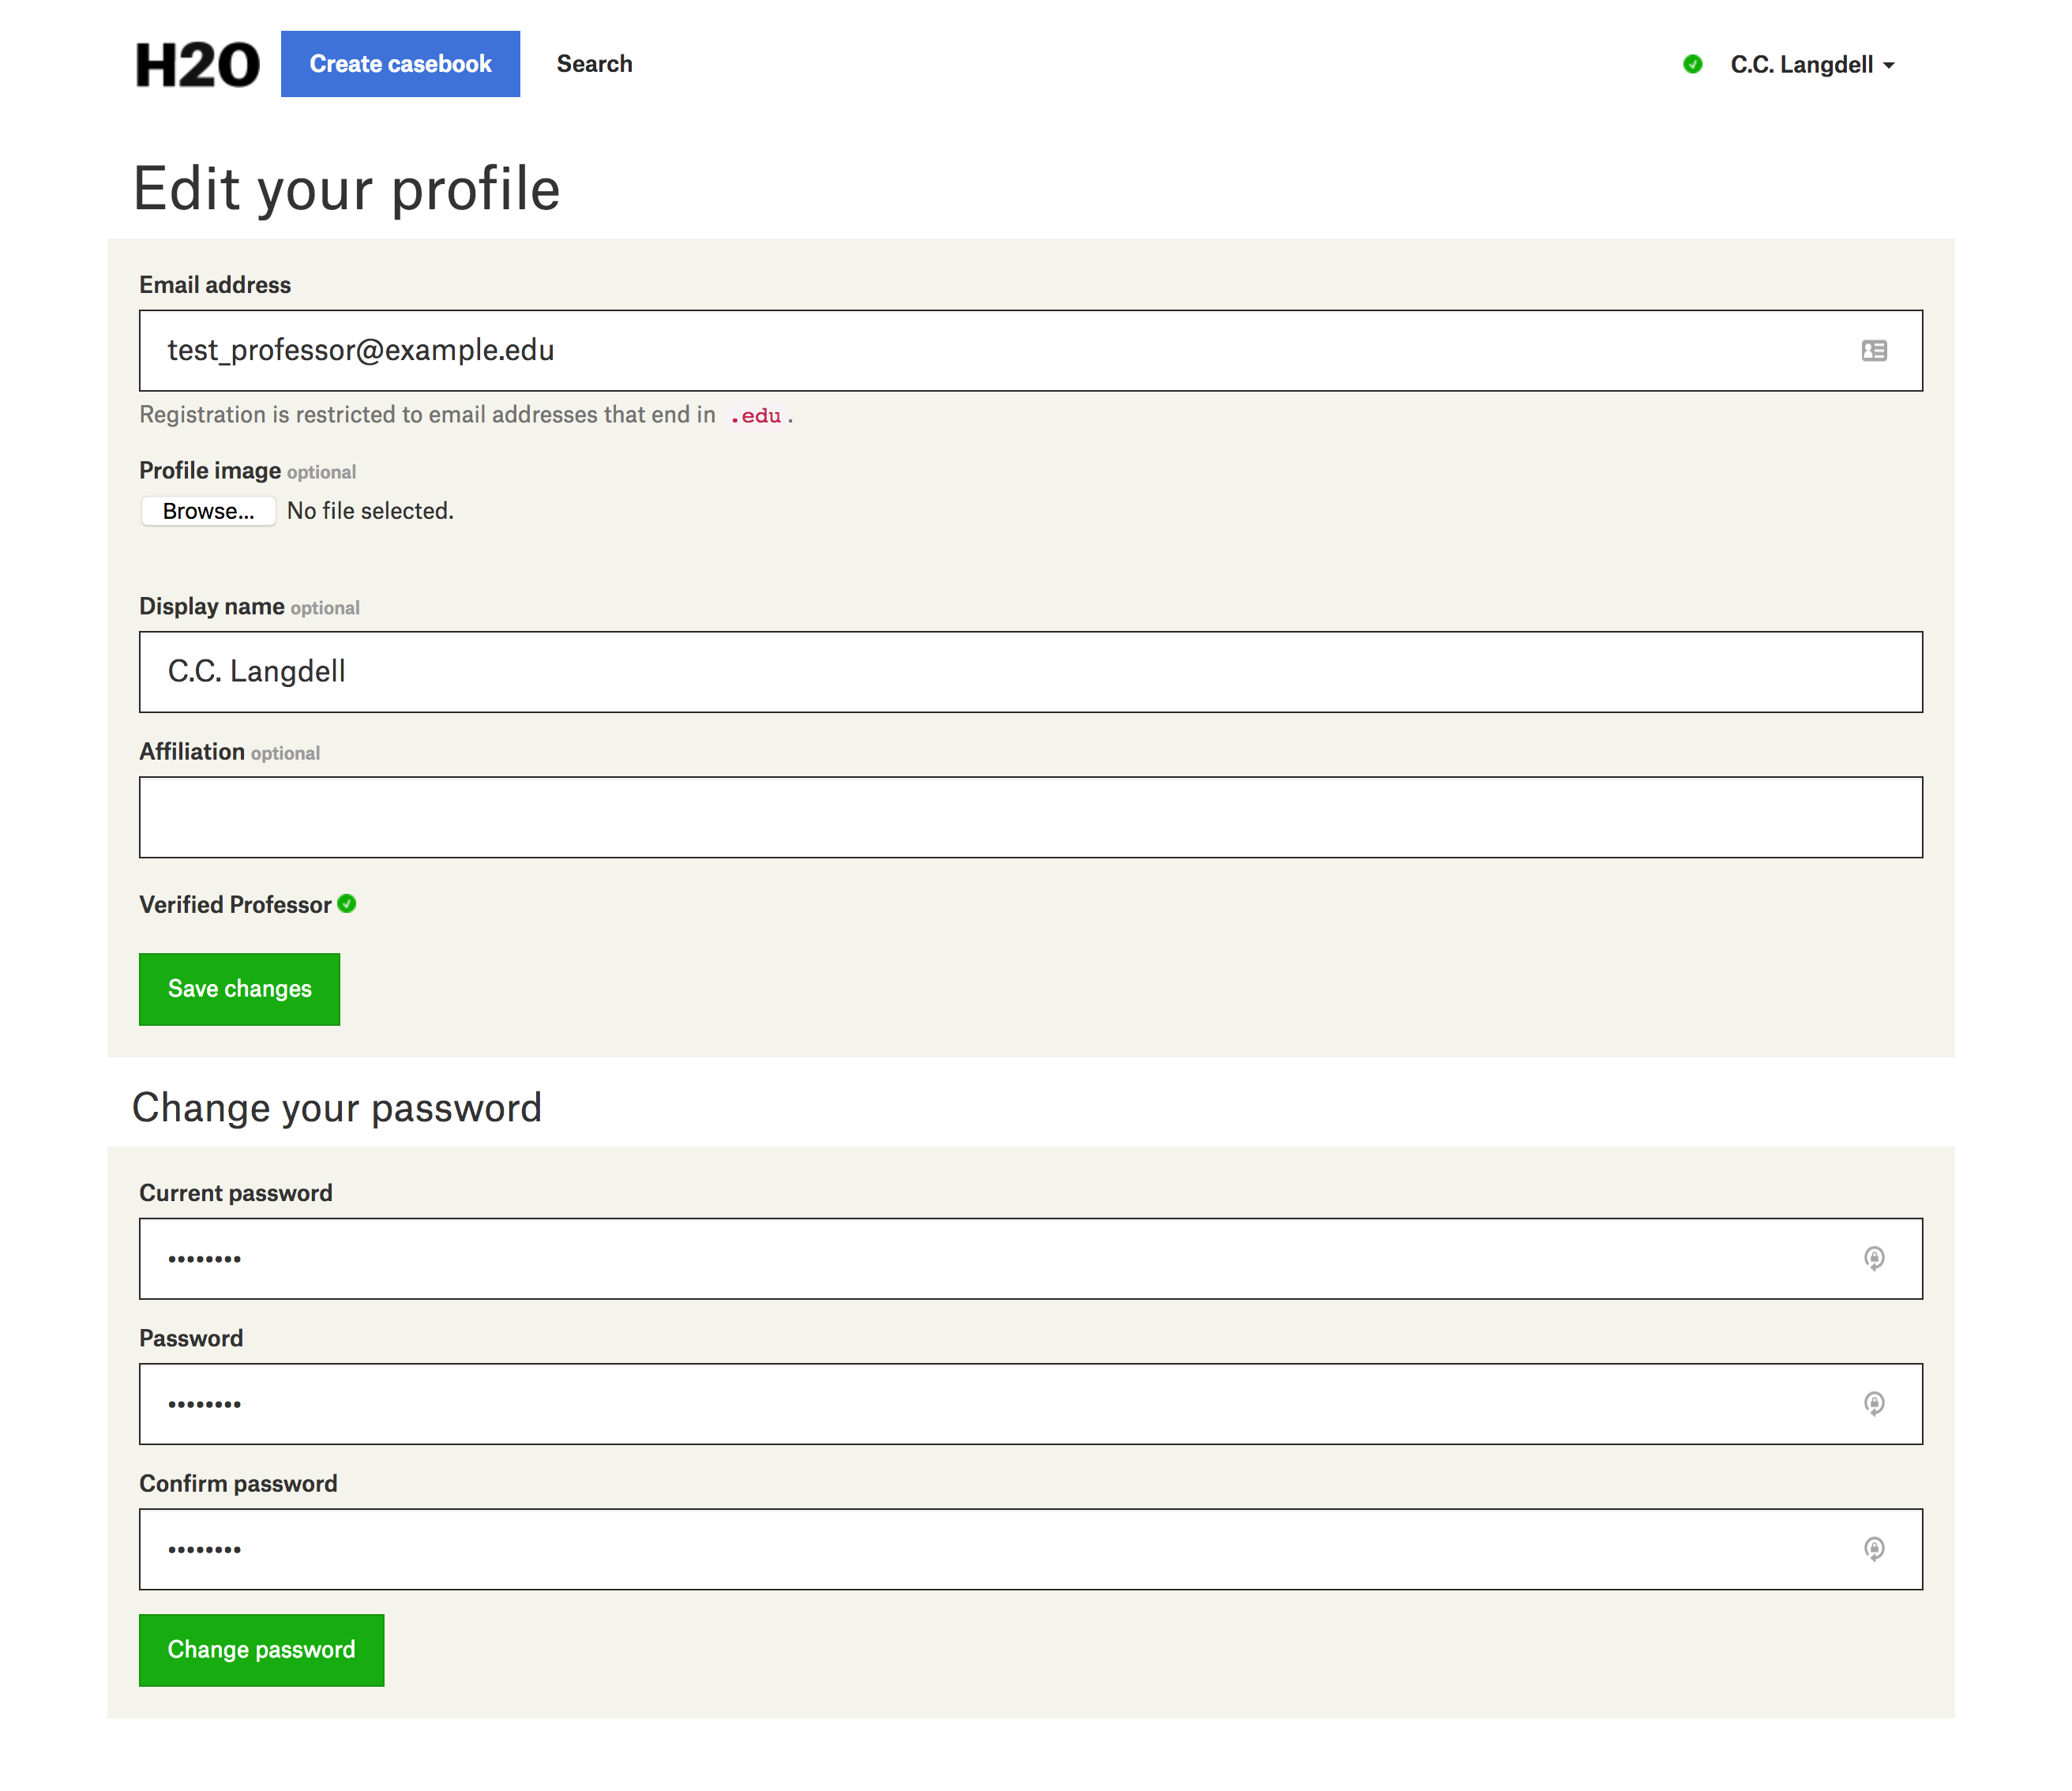 H2O Create casebook Search C.C. Langdell
Edit your profile
Email address
test_professor@example.edu
Registration is restricted to email addresses that end in .edu.
Profile image optional
Browse... No file selected.
Display name optional
C.C. Langdell
Affiliation optional
Verified Professor
Save changes
Change your password
Current password
••••••••
Password
••••••••
Confirm password
••••••••
Change password